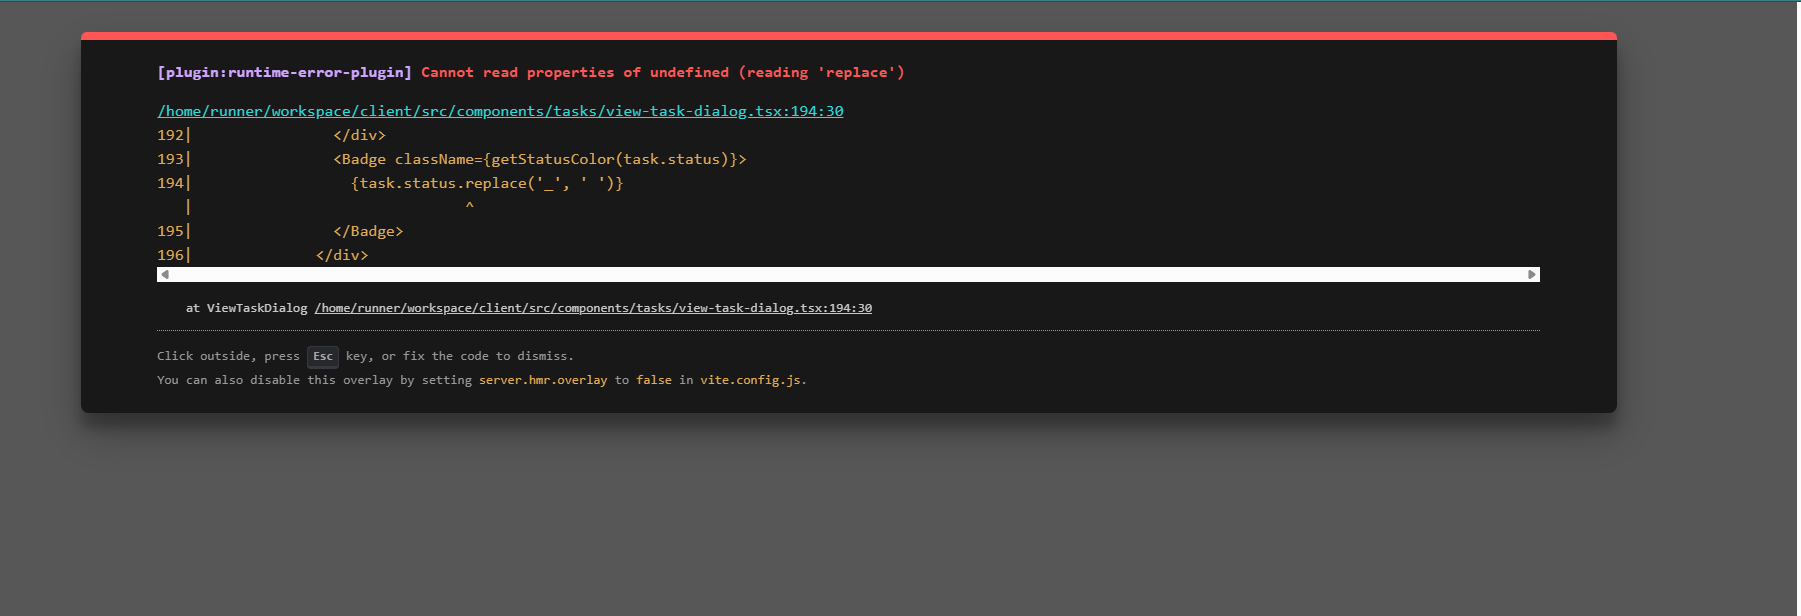 [plugin:runtime-error-plugin] Cannot read properties of undefined (reading 'replace')
/home/runner/workspace/client/src/components/tasks/view-task-dialog.tsx:194:30
192|                </div>
193|                <Badge className={getStatusColor(task.status)}>
194|                  {task.status.replace('_', ' ')}
   |                               ^
195|                </Badge>
196|              </div>
at ViewTaskDialog /home/runner/workspace/client/src/components/tasks/view-task-dialog.tsx:194:30
Click outside, press Esc key, or fix the code to dismiss.
You can also disable this overlay by setting server.hmr.overlay to false in vite.config.js.